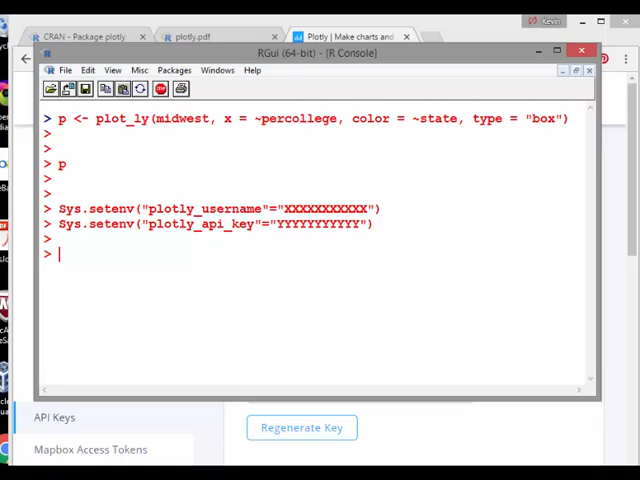 Kevin
CRAN - Package plotly
plotly.pdf
Plotly | Make charts and
RGui (64-bit) - [R Console]
File Edit View Misc Packages Windows Help
STOP
> p <- plot_ly(midwest, x = ~percollege, color = ~state, type = "box")
>
>
> p
>
>
> Sys.setenv("plotly_username"="XXXXXXXXXXX")
> Sys.setenv("plotly_api_key"="YYYYYYYYYYY")
>
>
API Keys
Regenerate Key
Mapbox Access Tokens